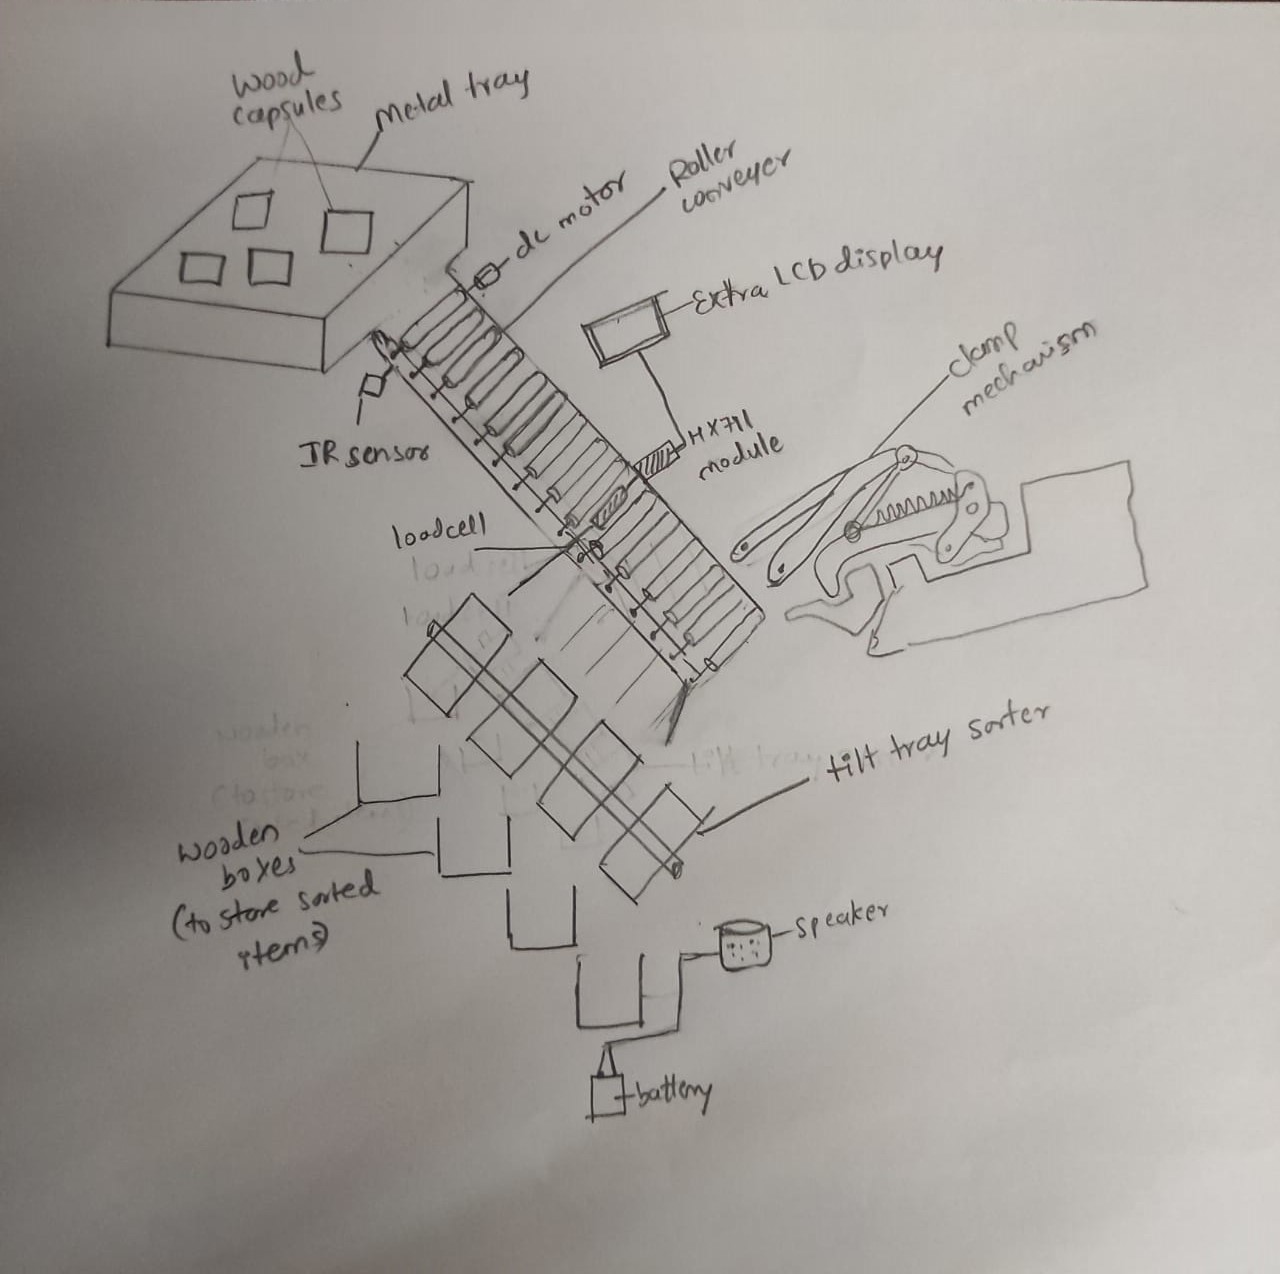 Wood
capsules
Metal tray
dc motor
Roller
conveyer
Extra LCD display
clamp
mechanism
IR sensor
HX711
module
loadcell
tilt tray sorter
wooden
boxes
(to store sorted
items)
speaker
battery